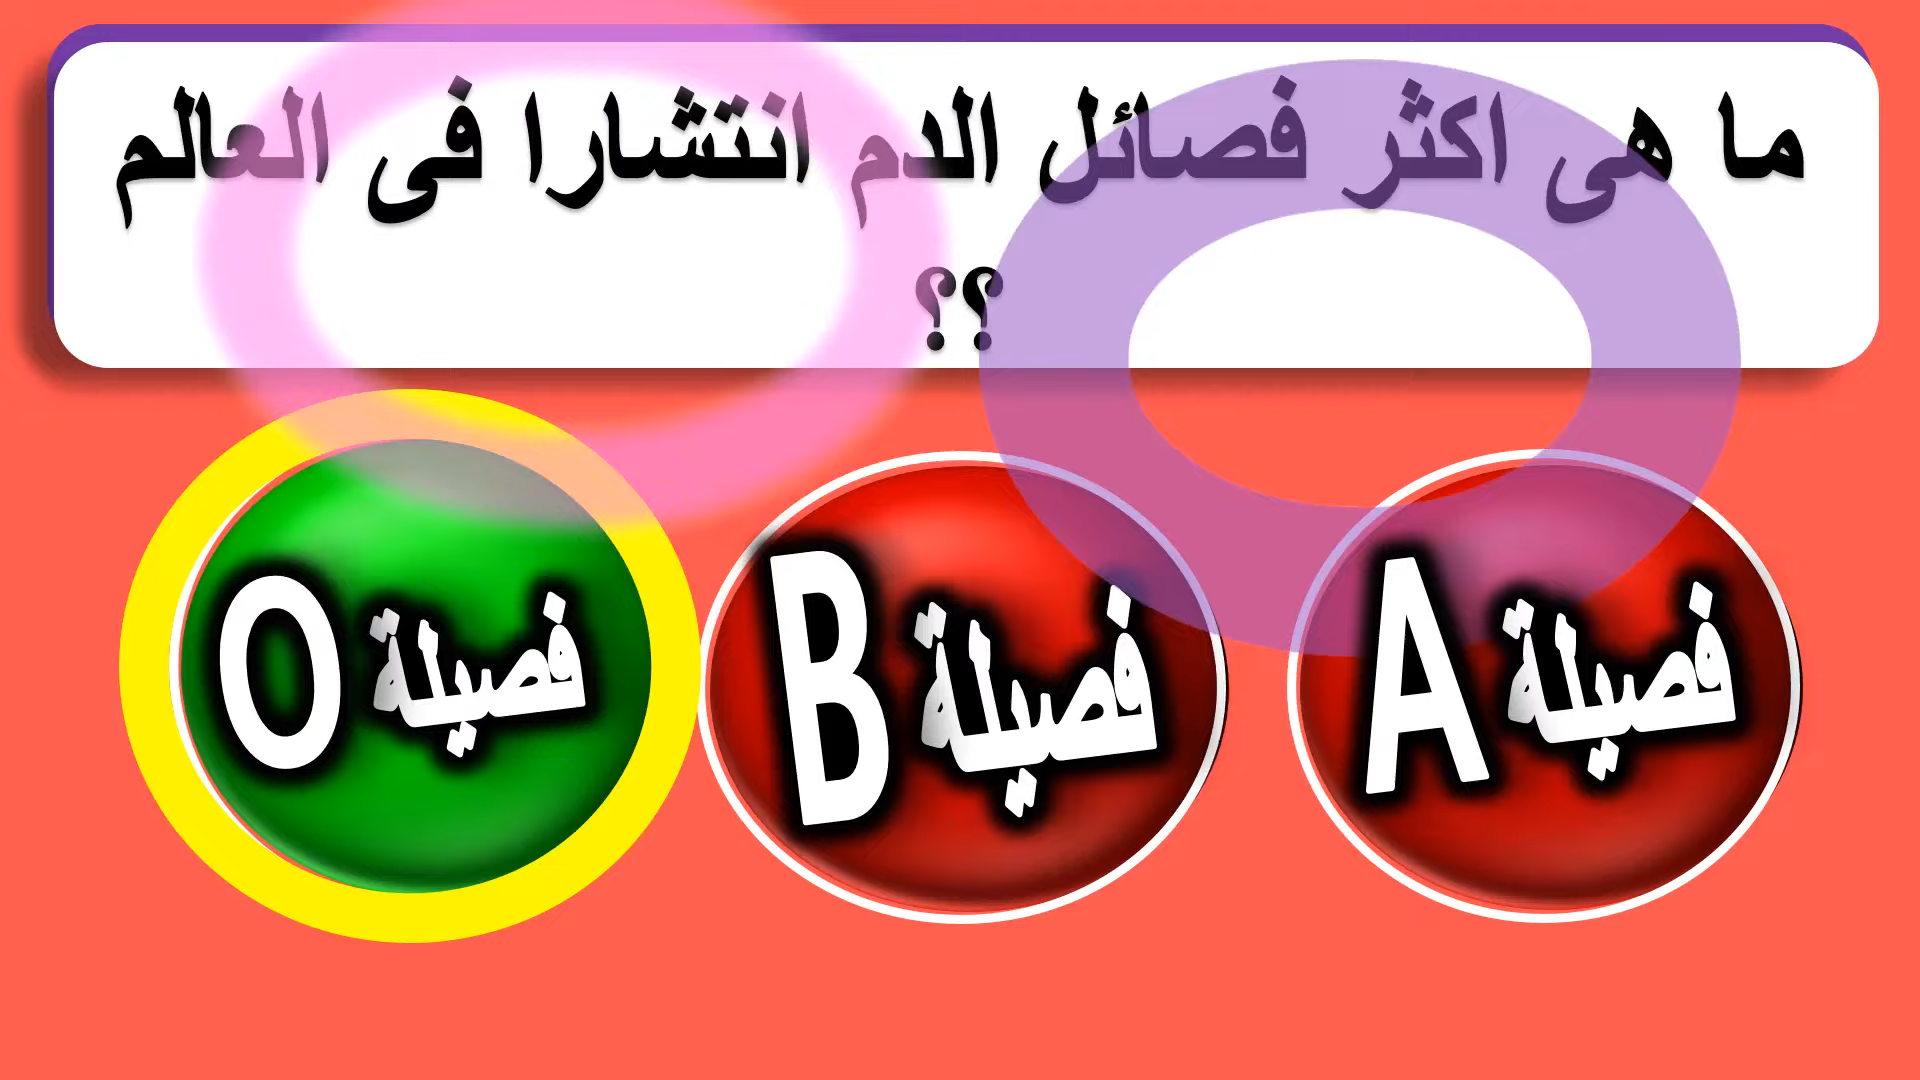 ما هى اكثر فصائل الدم انتشارا فى العالم
؟؟
فصيلة A
فصيلة B
فصيلة O